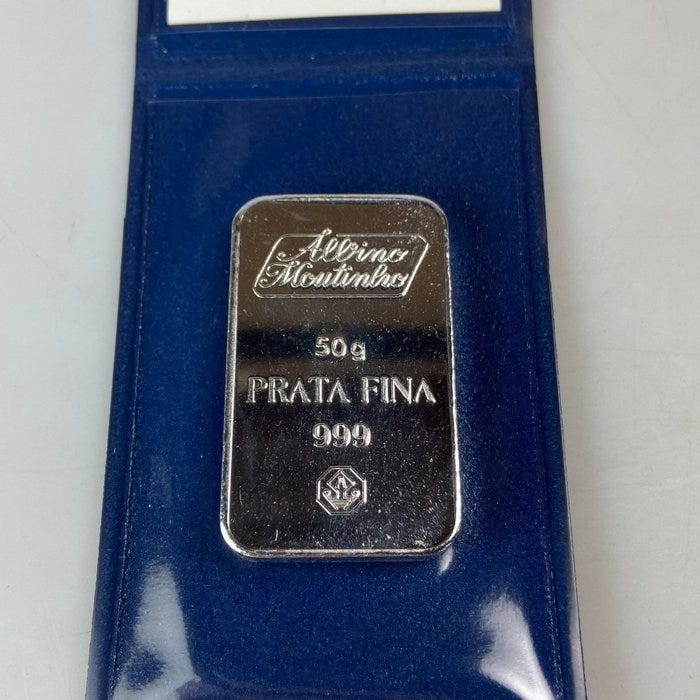 Albino
Moutinho
50g
PRATA FINA
999